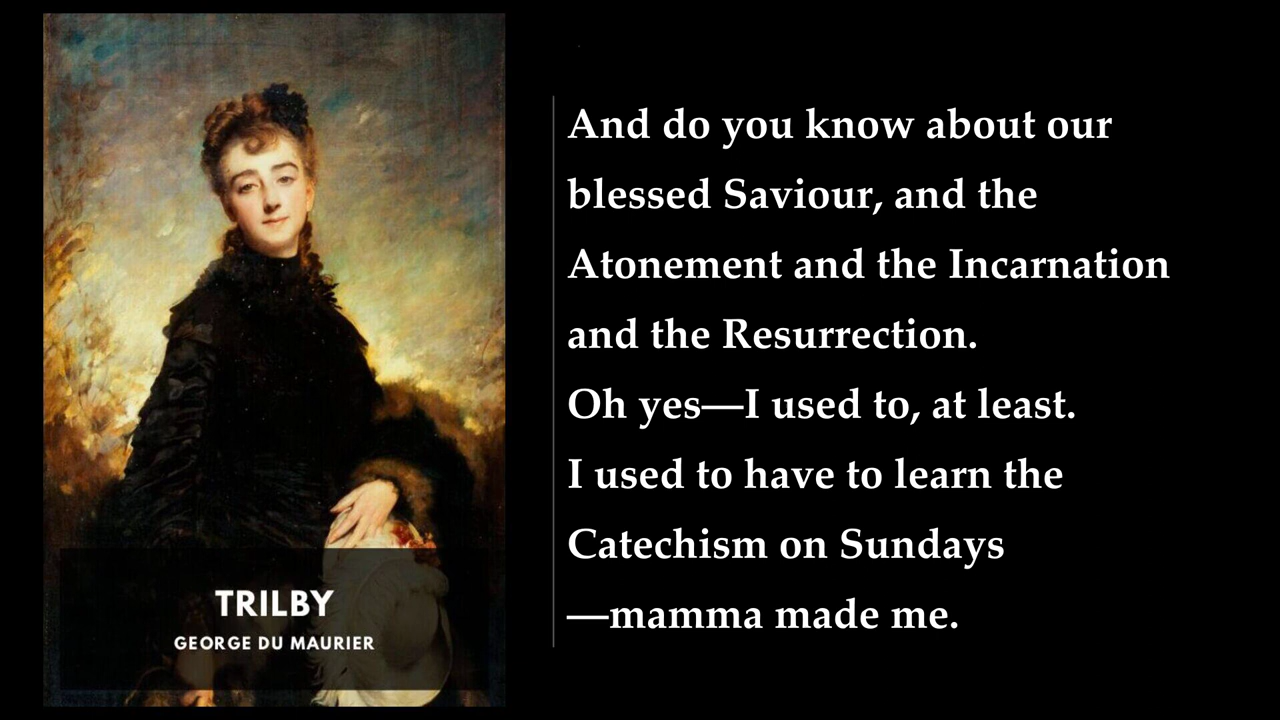 TRILBY
GEORGE DU MAURIER
And do you know about our
blessed Saviour, and the
Atonement and the Incarnation
and the Resurrection.
Oh yes—I used to, at least.
I used to have to learn the
Catechism on Sundays
—mamma made me.